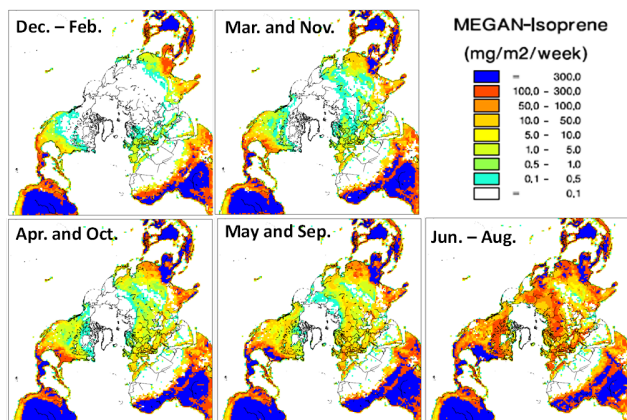 Dec. – Feb.
Mar. and Nov.
MEGAN-Isoprene
(mg/m2/week)
= 300.0
100.0 - 300.0
50.0 - 100.0
10.0 - 50.0
5.0 - 10.0
1.0 - 5.0
0.5 - 1.0
0.1 - 0.5
= 0.1
Apr. and Oct.
May and Sep.
Jun. – Aug.